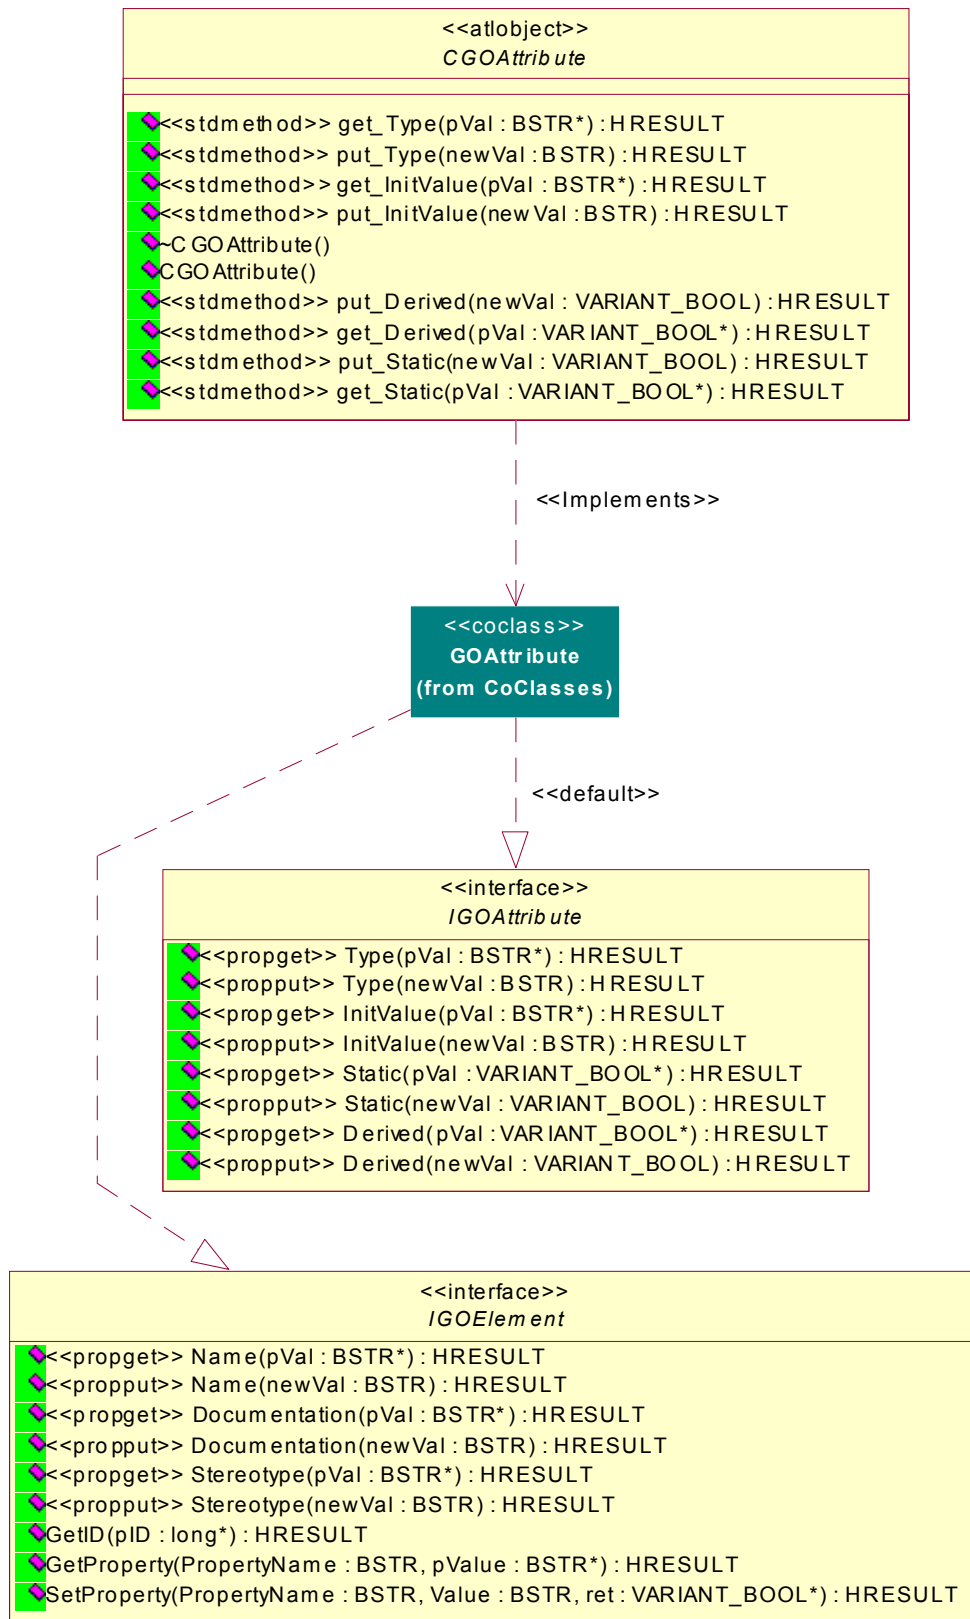 <<atlobject>>
CGOAttribute
<<stdmethod>> get_Type(pVal : BSTR*) : HRESULT
<<stdmethod>> put_Type(newVal : BSTR) : HRESULT
<<stdmethod>> get_InitValue(pVal : BSTR*) : HRESULT
<<stdmethod>> put_InitValue(newVal : BSTR) : HRESULT
~CGOAttribute()
CGOAttribute()
<<stdmethod>> put_Derived(newVal : VARIANT_BOOL) : HRESULT
<<stdmethod>> get_Derived(pVal : VARIANT_BOOL*) : HRESULT
<<stdmethod>> put_Static(newVal : VARIANT_BOOL) : HRESULT
<<stdmethod>> get_Static(pVal : VARIANT_BOOL*) : HRESULT
<<Implements>>
<<coclass>>
GOAttribute
(from CoClasses)
<<default>>
<<interface>>
IGOAttribute
<<propget>> Type(pVal : BSTR*) : HRESULT
<<propput>> Type(newVal : BSTR) : HRESULT
<<propget>> InitValue(pVal : BSTR*) : HRESULT
<<propput>> InitValue(newVal : BSTR) : HRESULT
<<propget>> Static(pVal : VARIANT_BOOL*) : HRESULT
<<propput>> Static(newVal : VARIANT_BOOL) : HRESULT
<<propget>> Derived(pVal : VARIANT_BOOL*) : HRESULT
<<propput>> Derived(newVal : VARIANT_BOOL) : HRESULT
<<interface>>
IGOElement
<<propget>> Name(pVal : BSTR*) : HRESULT
<<propput>> Name(newVal : BSTR) : HRESULT
<<propget>> Documentation(pVal : BSTR*) : HRESULT
<<propput>> Documentation(newVal : BSTR) : HRESULT
<<propget>> Stereotype(pVal : BSTR*) : HRESULT
<<propput>> Stereotype(newVal : BSTR) : HRESULT
GetID(pID : long*) : HRESULT
GetProperty(PropertyName : BSTR, pValue : BSTR*) : HRESULT
SetProperty(PropertyName : BSTR, Value : BSTR, ret : VARIANT_BOOL*) : HRESULT